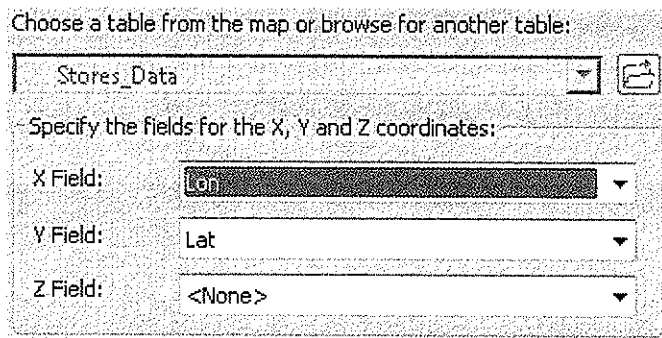 Choose a table from the map or browse for another table:
Stores_Data
Specify the fields for the X, Y and Z coordinates:
X Field: Lon
Y Field: Lat
Z Field: <None>